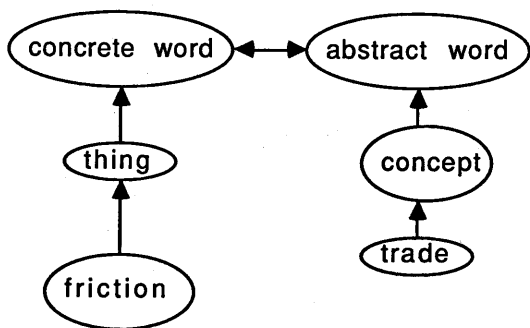 concrete word
abstract word
thing
concept
trade
friction